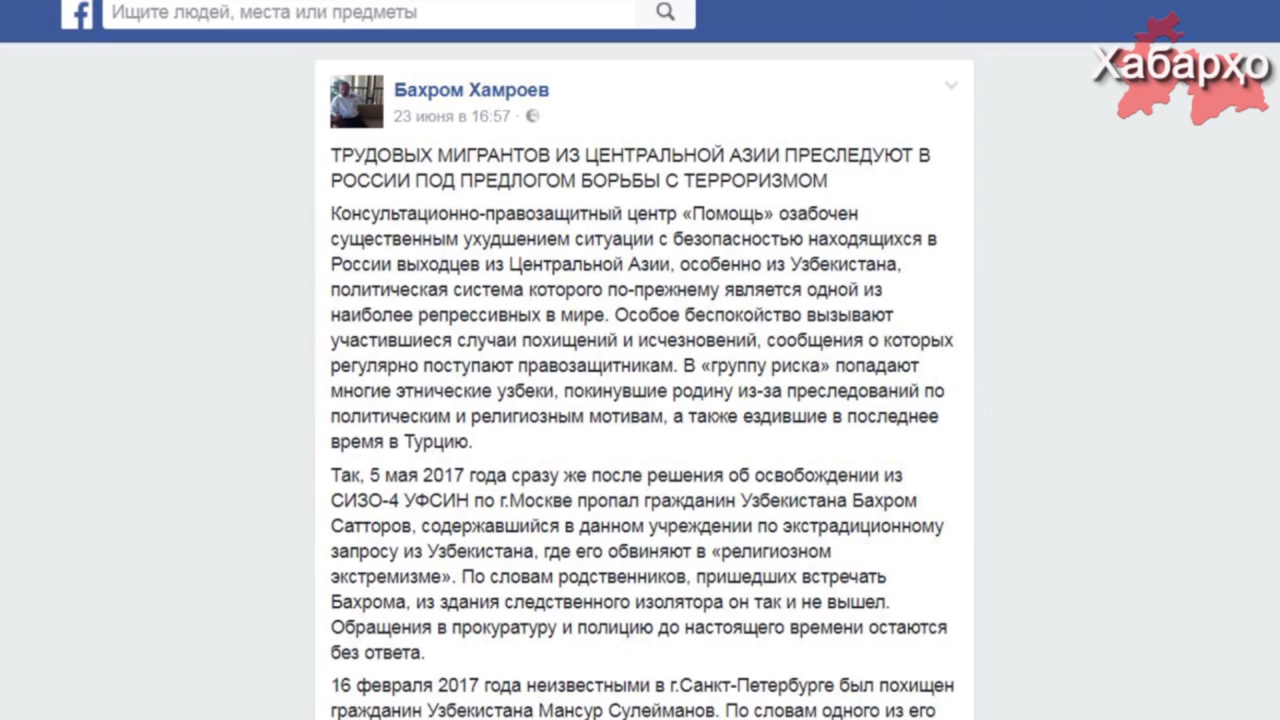 Ищите людей, места или предметы
Хабарҳо
Бахром Хамроев
23 июня в 16:57 ·
ТРУДОВЫХ МИГРАНТОВ ИЗ ЦЕНТРАЛЬНОЙ АЗИИ ПРЕСЛЕДУЮТ В
РОССИИ ПОД ПРЕДЛОГОМ БОРЬБЫ С ТЕРРОРИЗМОМ
Консультационно-правозащитный центр «Помощь» озабочен
существенным ухудшением ситуации с безопасностью находящихся в
России выходцев из Центральной Азии, особенно из Узбекистана,
политическая система которого по-прежнему является одной из
наиболее репрессивных в мире. Особое беспокойство вызывают
участившиеся случаи похищений и исчезновений, сообщения о которых
регулярно поступают правозащитникам. В «группу риска» попадают
многие этнические узбеки, покинувшие родину из-за преследований по
политическим и религиозным мотивам, а также ездившие в последнее
время в Турцию.
Так, 5 мая 2017 года сразу же после решения об освобождении из
СИЗО-4 УФСИН по г.Москве пропал гражданин Узбекистана Бахром
Сатторов, содержавшийся в данном учреждении по экстрадиционному
запросу из Узбекистана, где его обвиняют в «религиозном
экстремизме». По словам родственников, пришедших встречать
Бахрома, из здания следственного изолятора он так и не вышел.
Обращения в прокуратуру и полицию до настоящего времени остаются
без ответа.
16 февраля 2017 года неизвестными в г.Санкт-Петербурге был похищен
гражданин Узбекистана Мансур Сулейманов. По словам одного из его